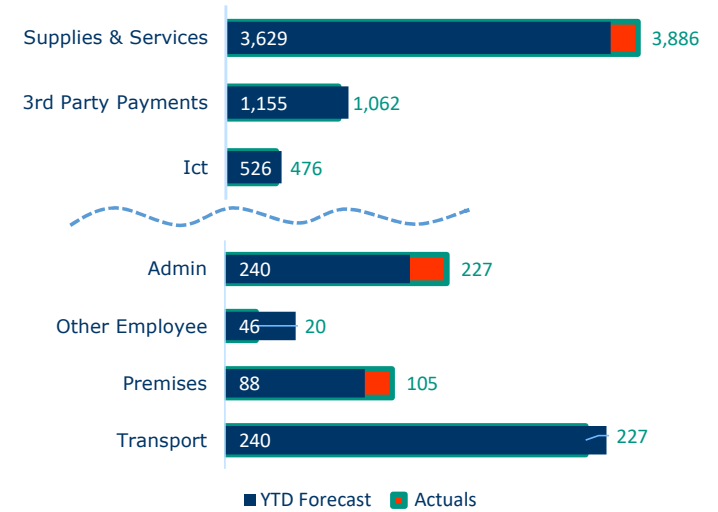 Supplies & Services 3,629 3,886
3rd Party Payments 1,155 1,062
Ict 526 476
Admin 240 227
Other Employee 46 20
Premises 88 105
Transport 240 227
YTD Forecast Actuals